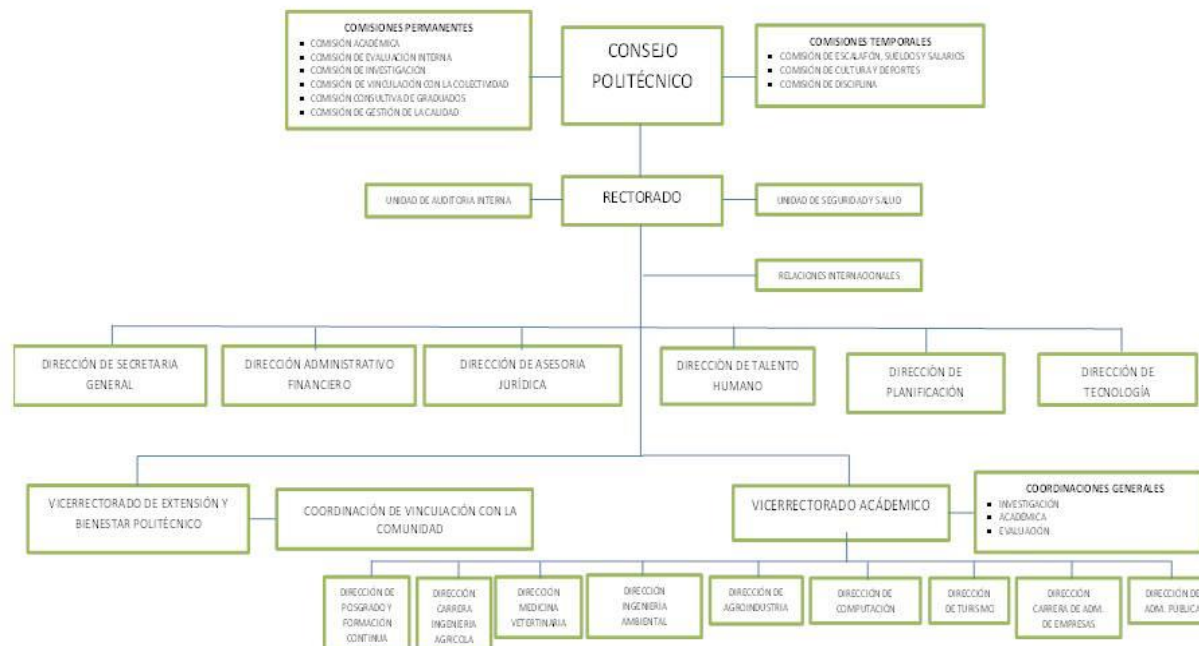 COMISIONES PERMANENTES
▪ COMISIÓN ACADÉMICA
▪ COMISIÓN DE EVALUACIÓN INTERNA
▪ COMISIÓN DE INVESTIGACIÓN
▪ COMISIÓN DE VINCULACIÓN CON LA COLECTIVIDAD
▪ COMISIÓN CONSULTIVA DE GRADUADOS
▪ COMISIÓN DE GESTIÓN DE LA CALIDAD
CONSEJO
POLITÉCNICO
COMISIONES TEMPORALES
▪ COMISIÓN DE ESCALAFÓN, SUELDOS Y SALARIOS
▪ COMISIÓN DE CULTURA Y DEPORTES
▪ COMISIÓN DE DISCIPLINA
UNIDAD DE AUDITORIA INTERNA
RECTORADO
UNIDAD DE SEGURIDAD Y SALUD
RELACIONES INTERNACIONALES
DIRECCIÓN DE SECRETARIA
GENERAL
DIRECCIÓN ADMINISTRATIVO
FINANCIERO
DIRECCIÓN DE ASESORIA
JURÍDICA
DIRECCIÓN DE TALENTO
HUMANO
DIRECCIÓN DE
PLANIFICACIÓN
DIRECCIÓN DE
TECNOLOGÍA
VICERRECTORADO DE EXTENSIÓN Y
BIENESTAR POLITÉCNICO
COORDINACIÓN DE VINCULACIÓN CON LA
COMUNIDAD
VICERRECTORADO ACÁDEMICO
COORDINACIONES GENERALES
▪ INVESTIGACIÓN
▪ ACADÉMICA
▪ EVALUACIÓN
DIRECCIÓN DE
POSGRADO Y
FORMACIÓN
CONTINUA
DIRECCIÓN
CARRERA
INGENIERIA
AGRICOLA
DIRECCIÓN
MEDICINA
VETERTINARIA
DIRECCIÓN
INGENIERÍA
AMBIENTAL
DIRECCIÓN DE
AGROINDUSTRIA
DIRECCIÓN DE
COMPUTACIÓN
DIRECCIÓN
DE TURISMO
DIRECCIÓN
CARRERA DE ADM.
DE EMPRESAS
DIRECCIÓN DE
ADM. PÚBLICA